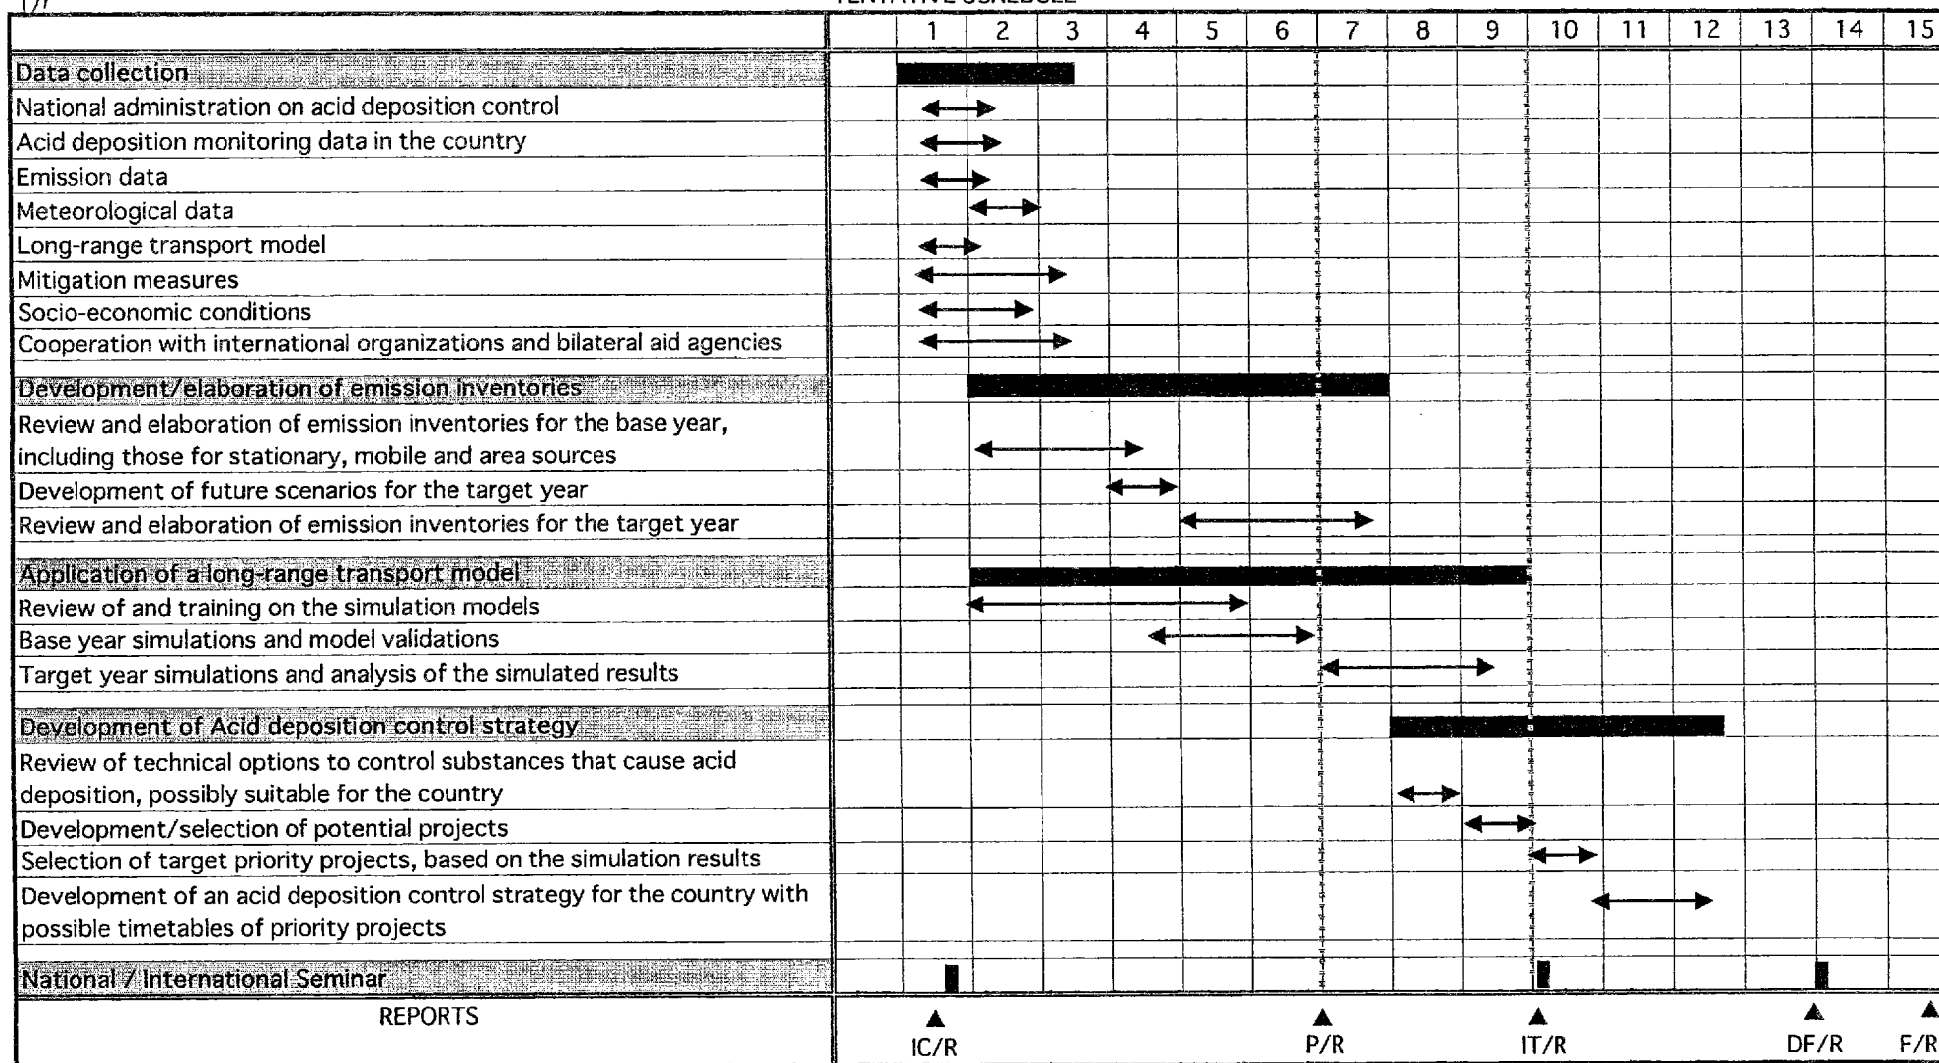 TENTATIVE SCHEDULE
1 2 3 4 5 6 7 8 9 10 11 12 13 14 15
Data collection
National administration on acid deposition control
Acid deposition monitoring data in the country
Emission data
Meteorological data
Long-range transport model
Mitigation measures
Socio-economic conditions
Cooperation with international organizations and bilateral aid agencies
Development/elaboration of emission inventories
Review and elaboration of emission inventories for the base year,
including those for stationary, mobile and area sources
Development of future scenarios for the target year
Review and elaboration of emission inventories for the target year
Application of a long-range transport model
Review of and training on the simulation models
Base year simulations and model validations
Target year simulations and analysis of the simulated results
Development of Acid deposition control strategy
Review of technical options to control substances that cause acid
deposition, possibly suitable for the country
Development/selection of potential projects
Selection of target priority projects, based on the simulation results
Development of an acid deposition control strategy for the country with
possible timetables of priority projects
National / International Seminar
REPORTS
IC/R P/R IT/R DF/R F/R